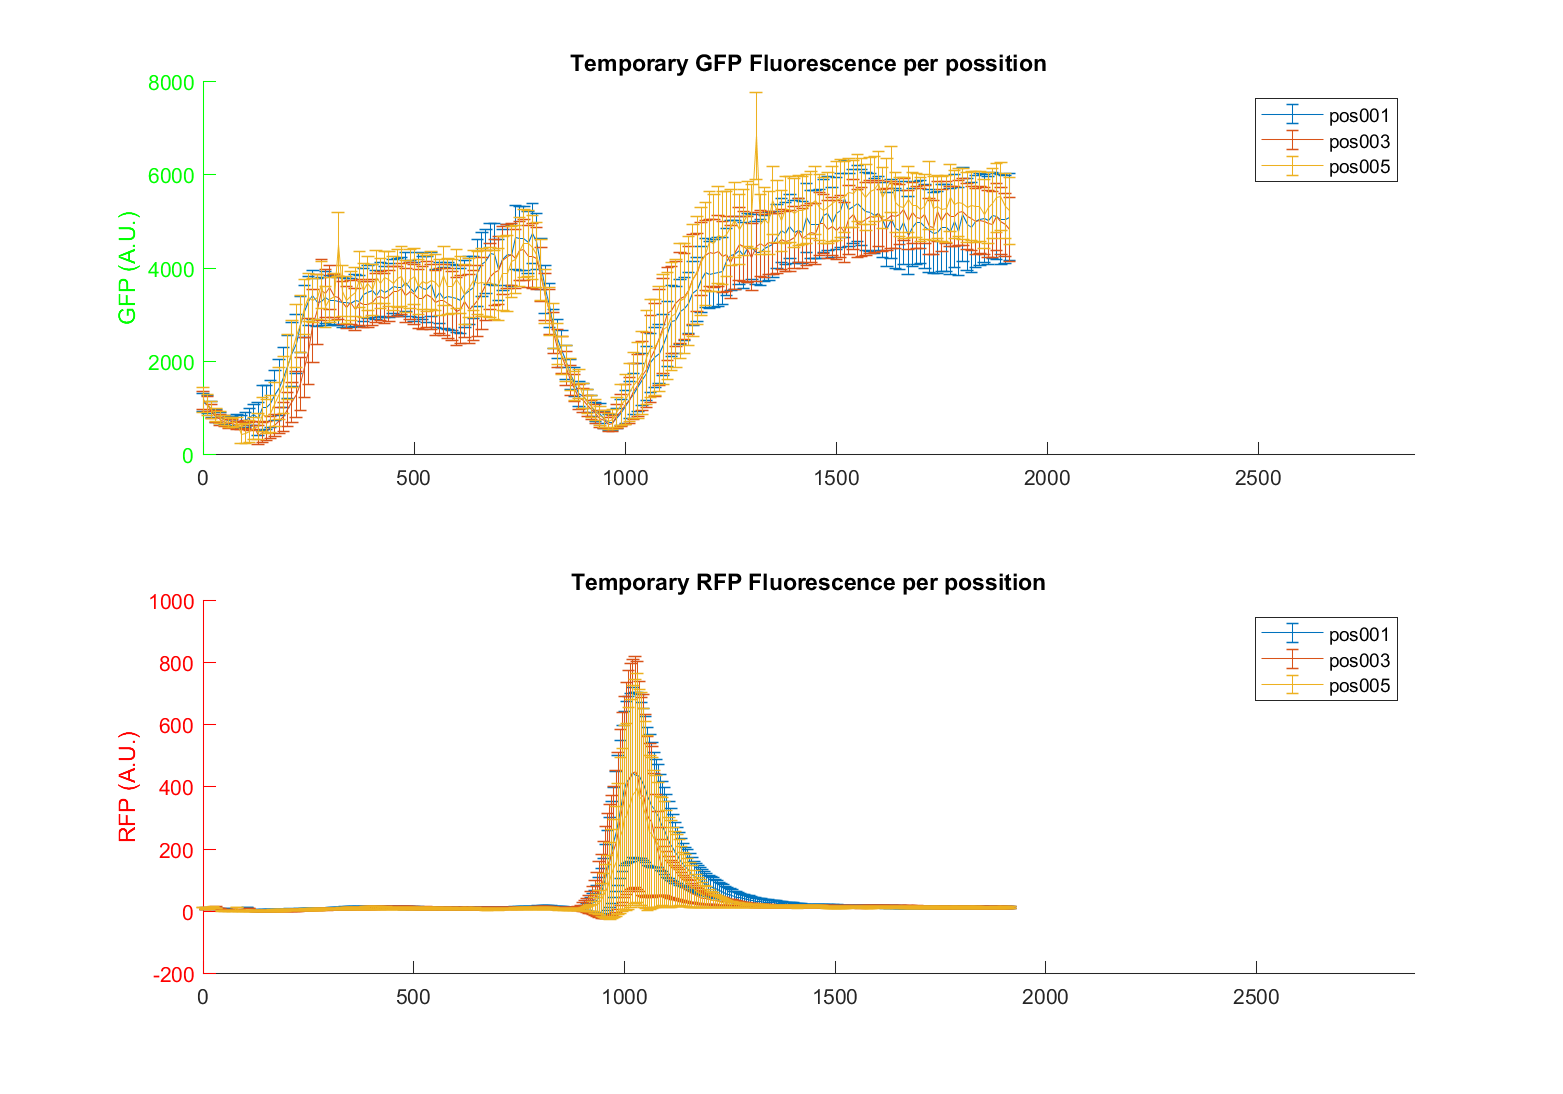 Temporary GFP Fluorescence per possition
8000
6000
4000
2000
0
GFP (A.U.)
pos001
pos003
pos005
0 500 1000 1500 2000 2500
Temporary RFP Fluorescence per possition
1000
800
600
400
200
0
-200
RFP (A.U.)
pos001
pos003
pos005
0 500 1000 1500 2000 2500